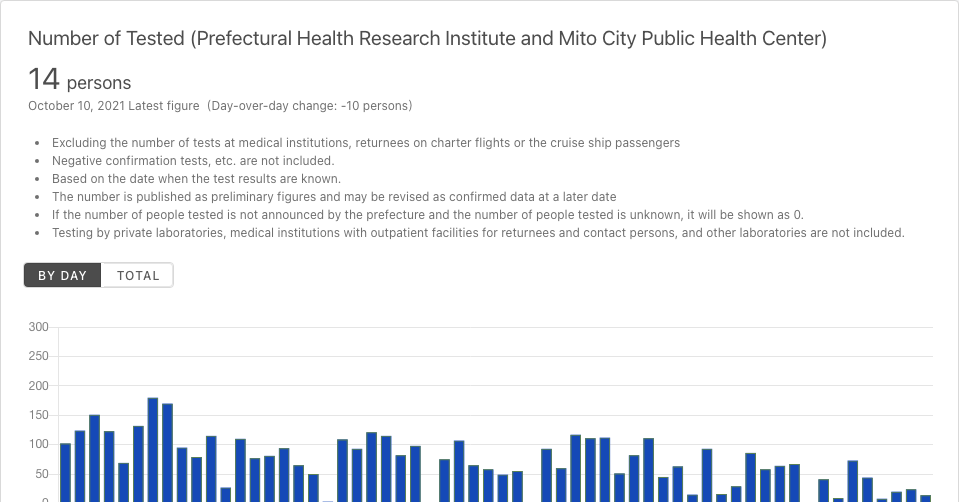 Number of Tested (Prefectural Health Research Institute and Mito City Public Health Center)
14 persons
October 10, 2021 Latest figure (Day-over-day change: -10 persons)
• Excluding the number of tests at medical institutions, returnees on charter flights or the cruise ship passengers
• Negative confirmation tests, etc. are not included.
• Based on the date when the test results are known.
• The number is published as preliminary figures and may be revised as confirmed data at a later date
• If the number of people tested is not announced by the prefecture and the number of people tested is unknown, it will be shown as 0.
• Testing by private laboratories, medical institutions with outpatient facilities for returnees and contact persons, and other laboratories are not included.
BY DAY TOTAL
300
250
200
150
100
50
0